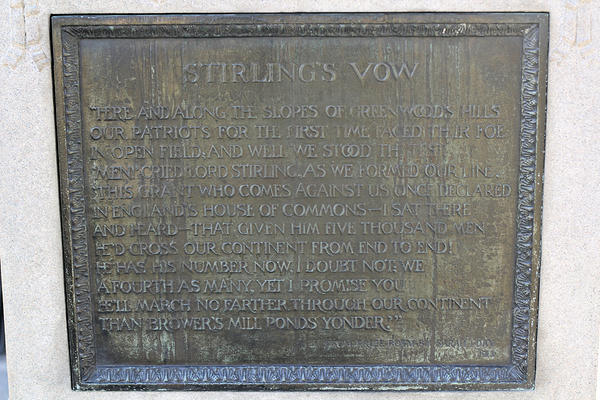 STIRLING'S VOW
"HERE AND ALONG THE SLOPES OF GREENWOOD'S HILLS
OUR PATRIOTS FOR THE FIRST TIME FACED THEIR FOE
IN OPEN FIELD, AND WELL WE STOOD THE TEST.
'MEN,' CRIED LORD STIRLING, AS WE FORMED OUR LINE,
'THIS GRANT WHO COMES AGAINST US ONCE DECLARED
IN ENGLAND'S HOUSE OF COMMONS—I SAT THERE
AND HEARD—THAT GIVEN HIM FIVE THOUSAND MEN
HE'D CROSS OUR CONTINENT FROM END TO END!
HE HAS HIS NUMBER NOW, I DOUBT NOT; WE
A FOURTH AS MANY, YET I PROMISE YOU
HE'LL MARCH NO FARTHER THROUGH OUR CONTINENT
THAN BROWER'S MILL PONDS YONDER.'"